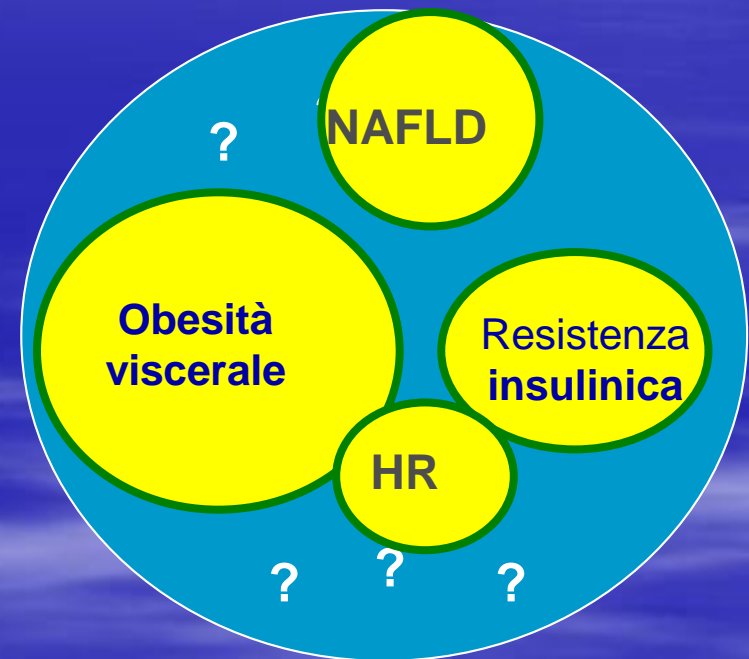 NAFLD
?
Obesità
viscerale
Resistenza
insulinica
HR
? ? ?